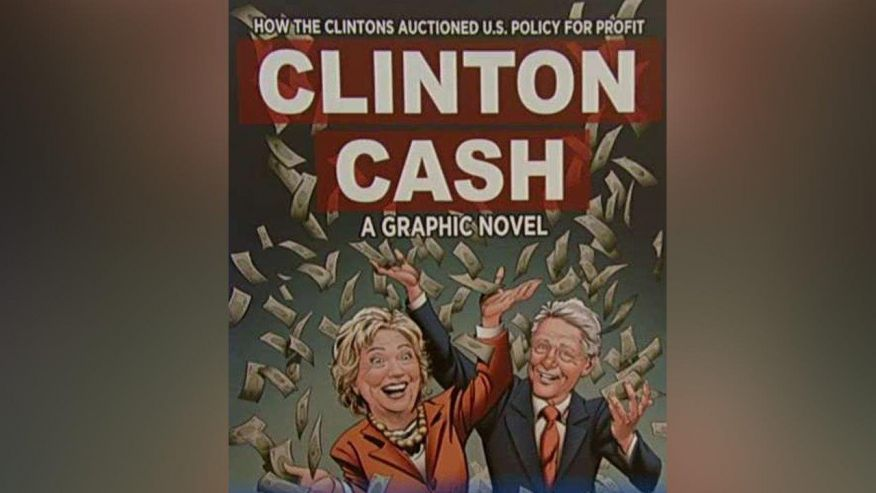 HOW THE CLINTONS AUCTIONED U.S. POLICY FOR PROFIT
CLINTON
CASH
A GRAPHIC NOVEL